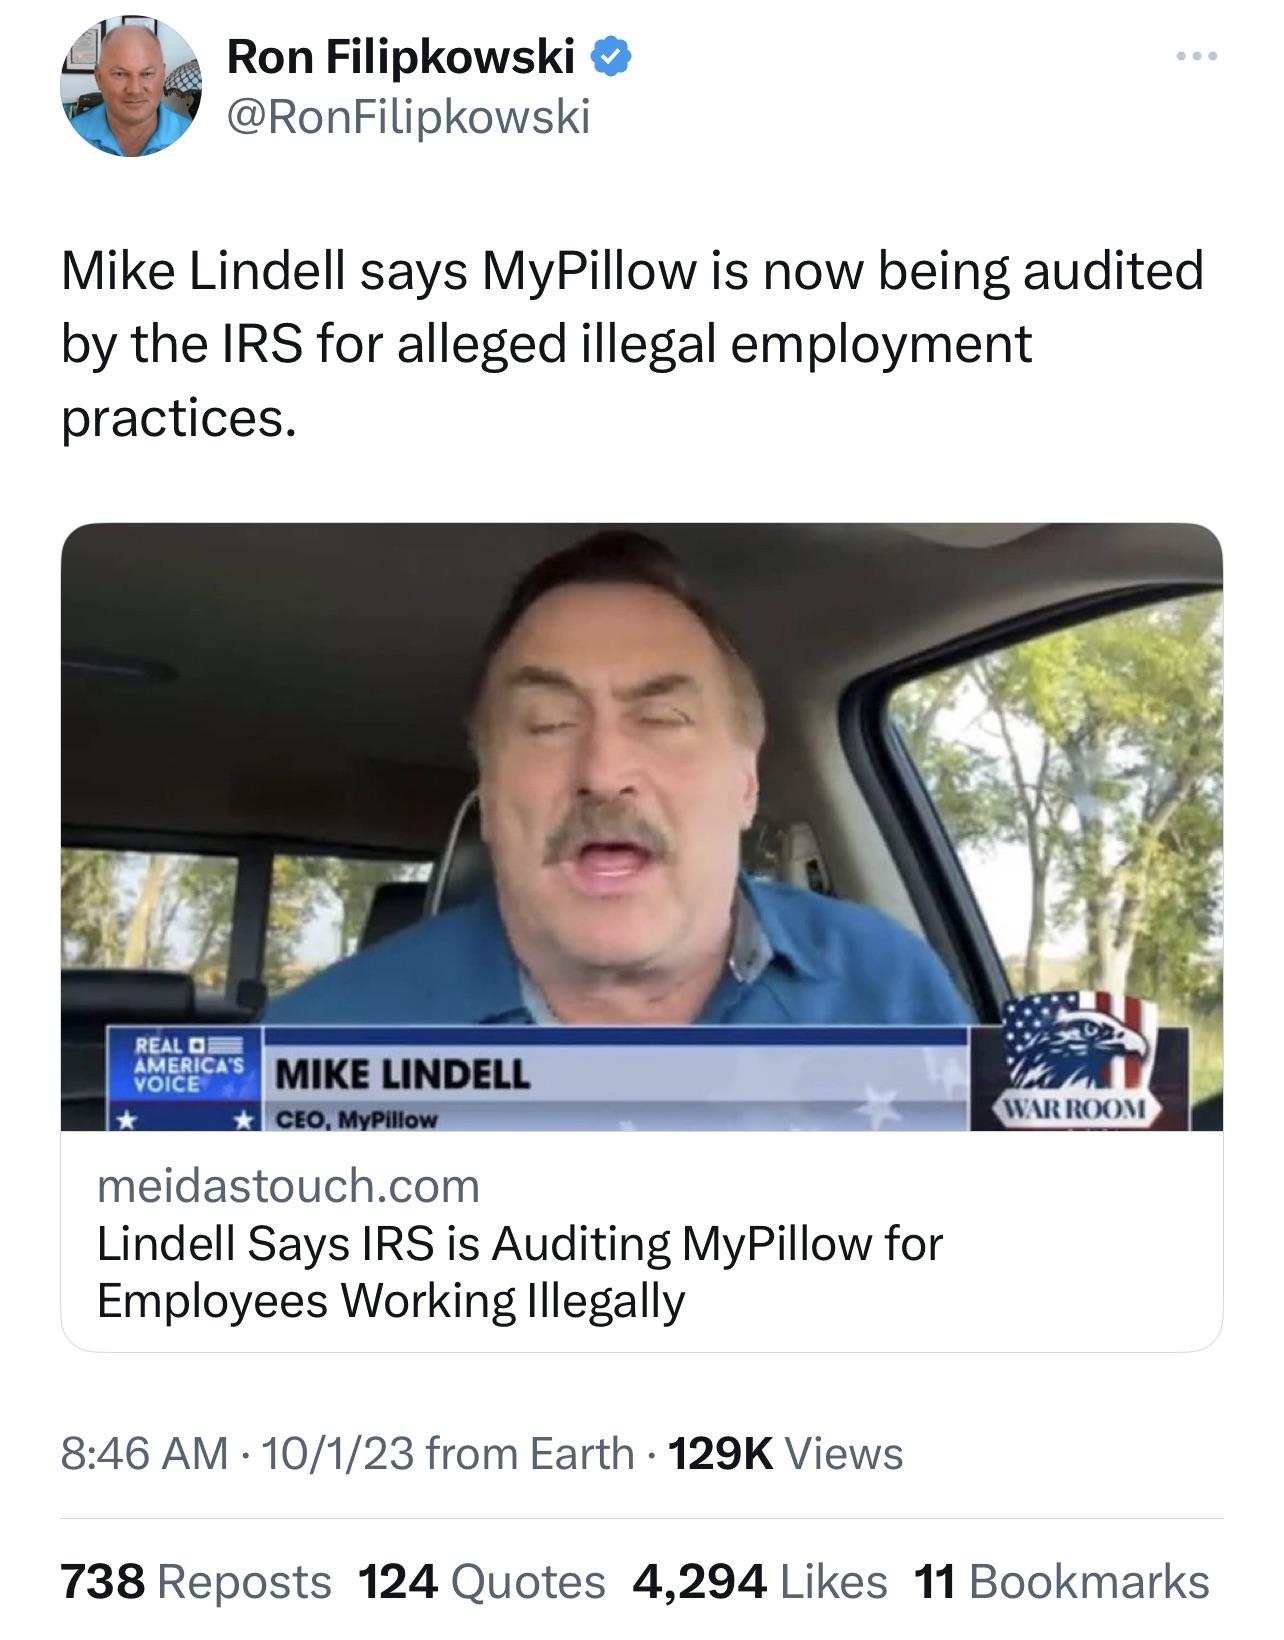 Ron Filipkowski
@RonFilipkowski
Mike Lindell says MyPillow is now being audited
by the IRS for alleged illegal employment
practices.
REAL
AMERICA'S
VOICE
MIKE LINDELL
CEO, MyPillow
WAR ROOM
meidastouch.com
Lindell Says IRS is Auditing MyPillow for
Employees Working Illegally
8:46 AM · 10/1/23 from Earth · 129K Views
738 Reposts 124 Quotes 4,294 Likes 11 Bookmarks